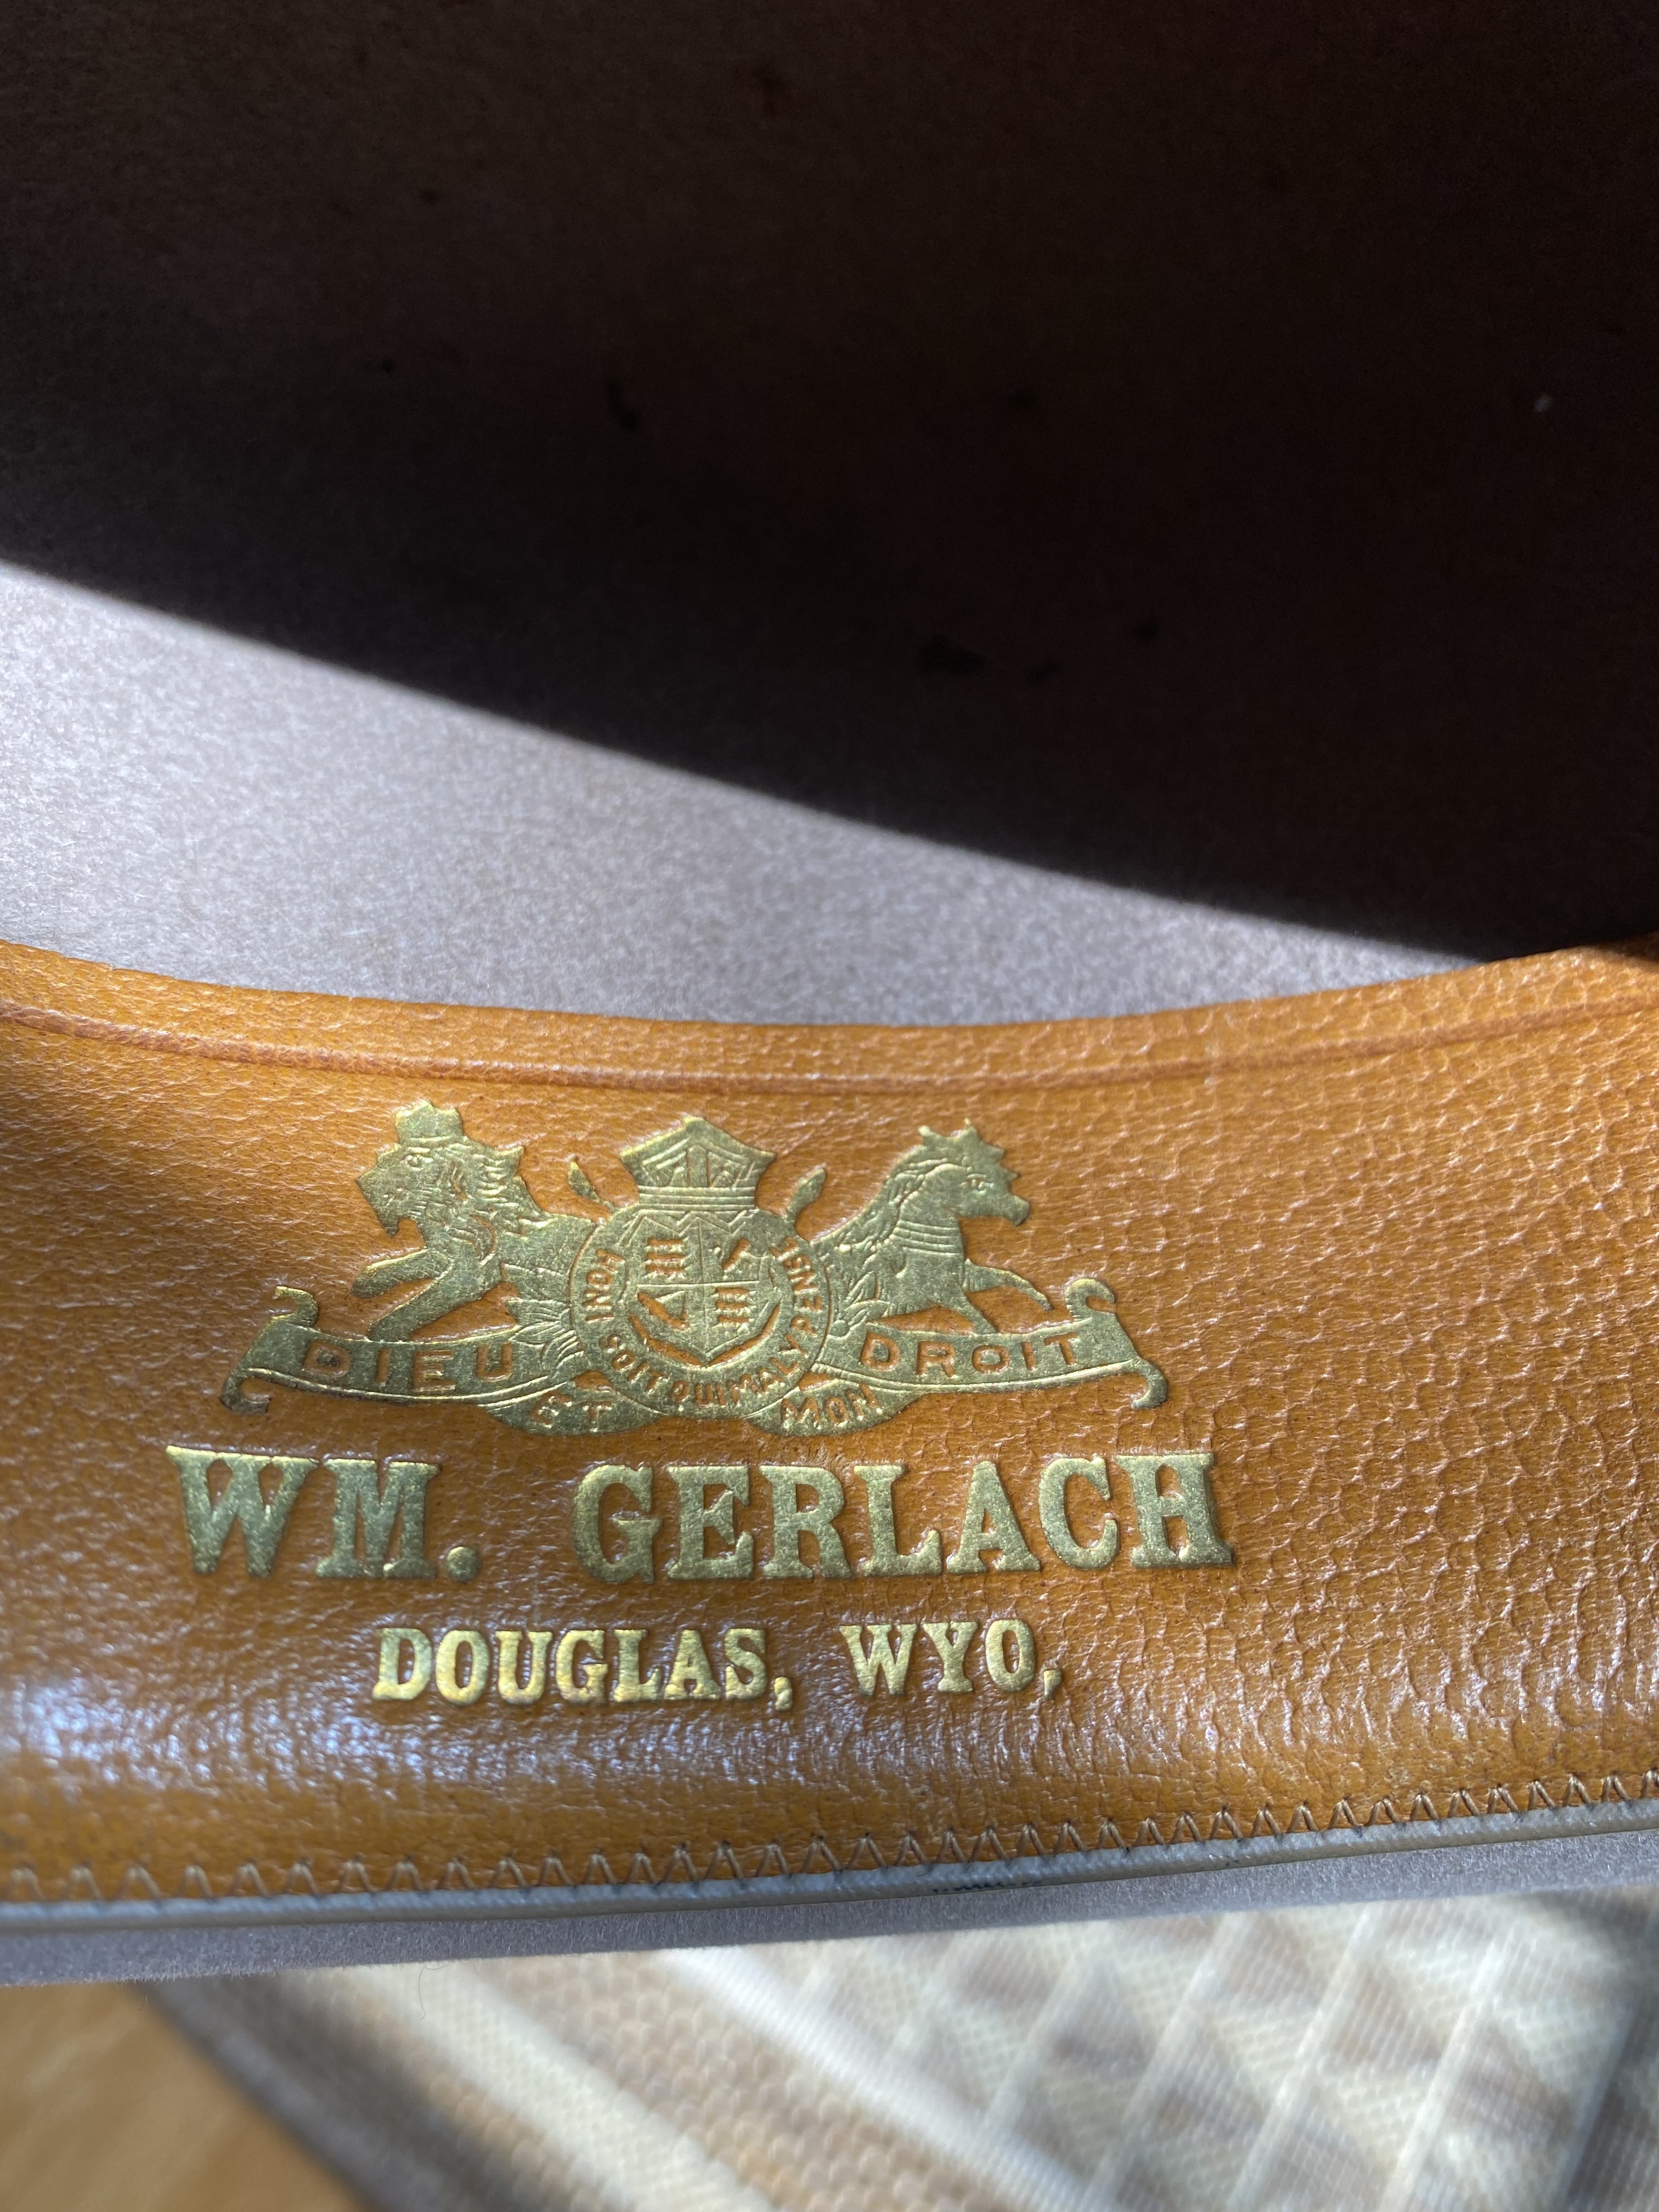 HONI SOIT QUI MAL Y PENSE
DIEU ET MON DROIT
WM. GERLACH
DOUGLAS, WYO,